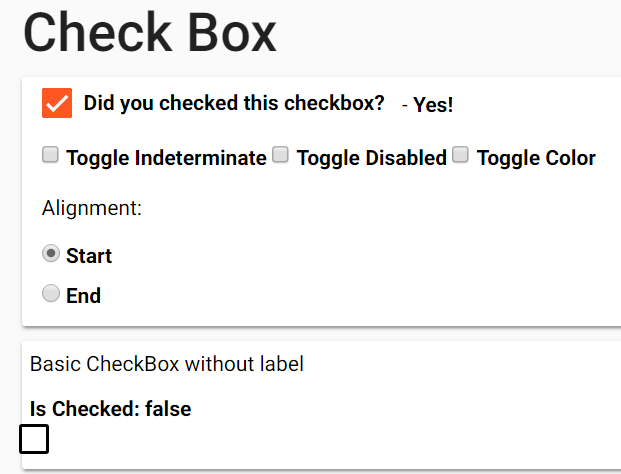 Check Box
Did you checked this checkbox? - Yes!
Toggle Indeterminate Toggle Disabled Toggle Color
Alignment:
Start
End
Basic CheckBox without label
Is Checked: false